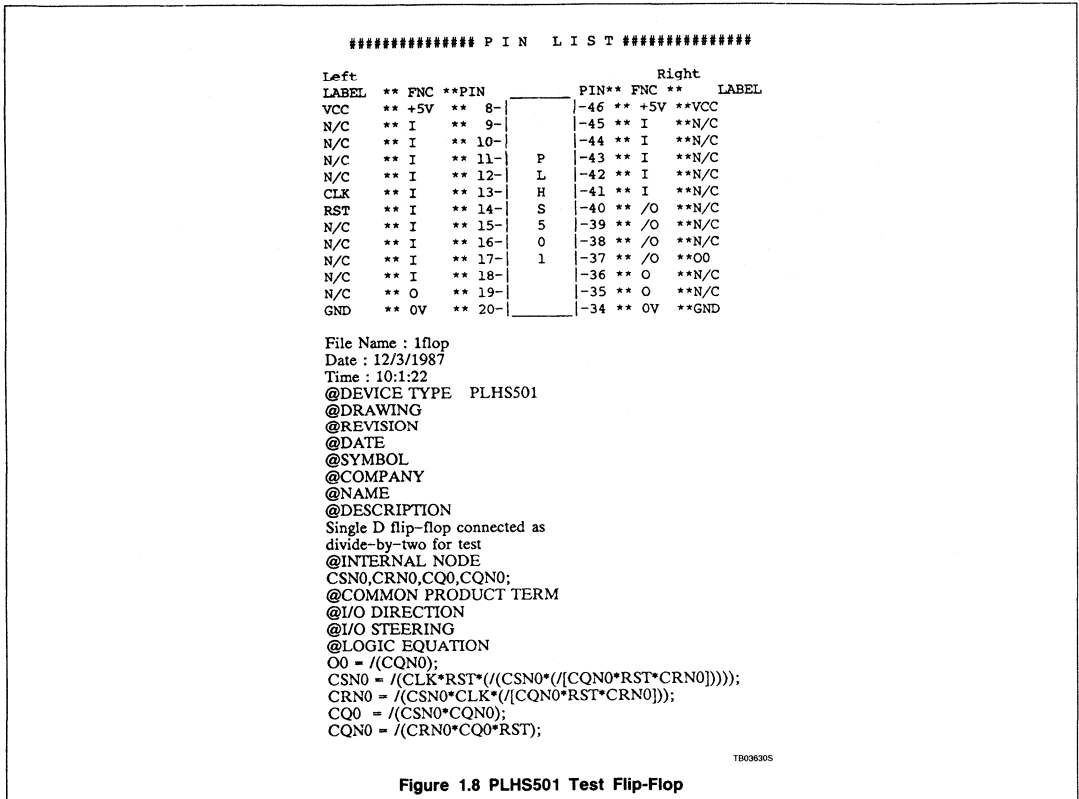 ############### P I N   L I S T ###############
Left                                        Right
LABEL ** FNC **PIN _______ PIN** FNC ** LABEL
VCC ** +5V ** 8-| |-46 ** +5V **VCC
N/C ** I ** 9-| |-45 ** I **N/C
N/C ** I ** 10-| |-44 ** I **N/C
N/C ** I ** 11-| P |-43 ** I **N/C
N/C ** I ** 12-| L |-42 ** I **N/C
CLK ** I ** 13-| H |-41 ** I **N/C
RST ** I ** 14-| S |-40 ** /O **N/C
N/C ** I ** 15-| 5 |-39 ** /O **N/C
N/C ** I ** 16-| 0 |-38 ** /O **N/C
N/C ** I ** 17-| 1 |-37 ** /O **O0
N/C ** I ** 18-| |-36 ** O **N/C
N/C ** O ** 19-| |-35 ** O **N/C
GND ** 0V ** 20-|_______|-34 ** 0V **GND
File Name : 1flop
Date : 12/3/1987
Time : 10:1:22
@DEVICE TYPE PLHS501
@DRAWING
@REVISION
@DATE
@SYMBOL
@COMPANY
@NAME
@DESCRIPTION
Single D flip-flop connected as
divide-by-two for test
@INTERNAL NODE
CSN0,CRN0,CQ0,CQN0;
@COMMON PRODUCT TERM
@I/O DIRECTION
@I/O STEERING
@LOGIC EQUATION
O0 = /(CQN0);
CSN0 = /(CLK*RST*(/(CSN0*(/[CQN0*RST*CRN0]))));
CRN0 = /(CSN0*CLK*(/[CQN0*RST*CRN0]));
CQ0 = /(CSN0*CQN0);
CQN0 = /(CRN0*CQ0*RST);
TB03630S
Figure 1.8 PLHS501 Test Flip-Flop